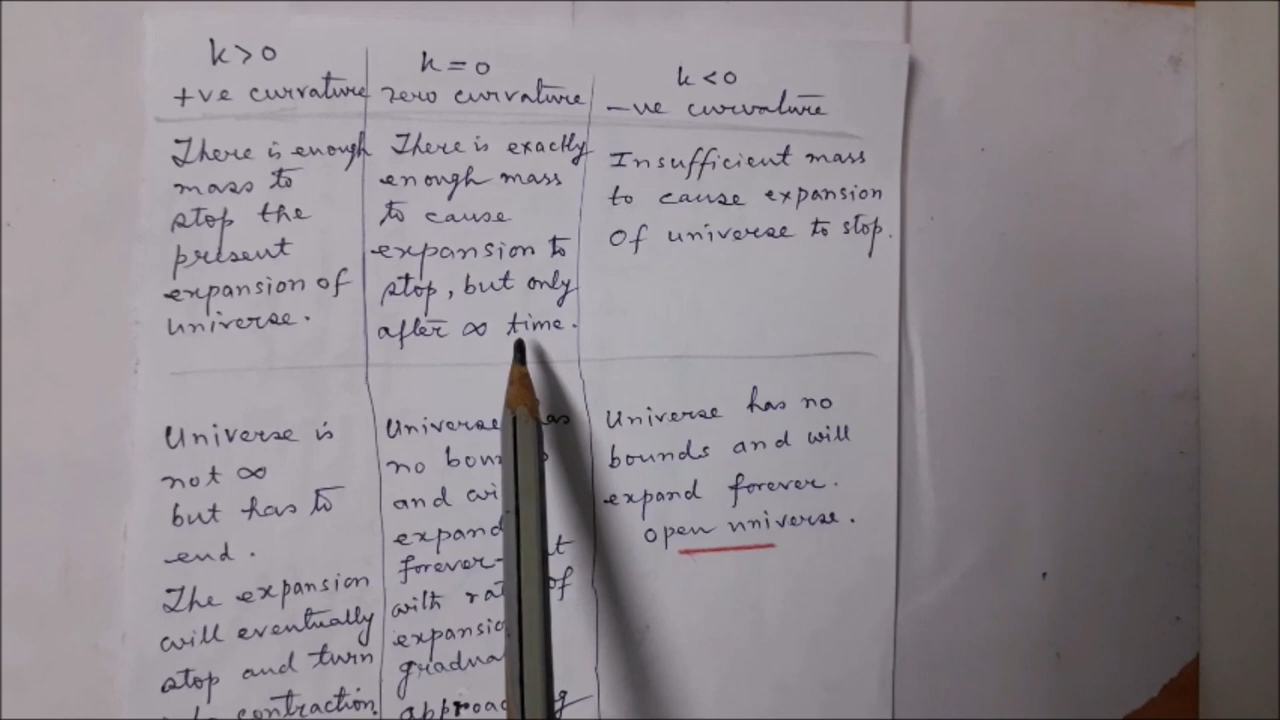 k > 0
+ve curvature
There is enough
mass to
stop the
present
expansion of
universe.
Universe is
not ∞
but has to
end.
The expansion
will eventually
stop and turn
contraction.
k = 0
zero curvature
There is exactly
enough mass
to cause
expansion to
stop, but only
after ∞ time.
Universe
no
and
expand
forever
with of
k < 0
-ve curvature
Insufficient mass
to cause expansion
of universe to stop.
Universe has no
bounds and will
expand forever.
open universe.